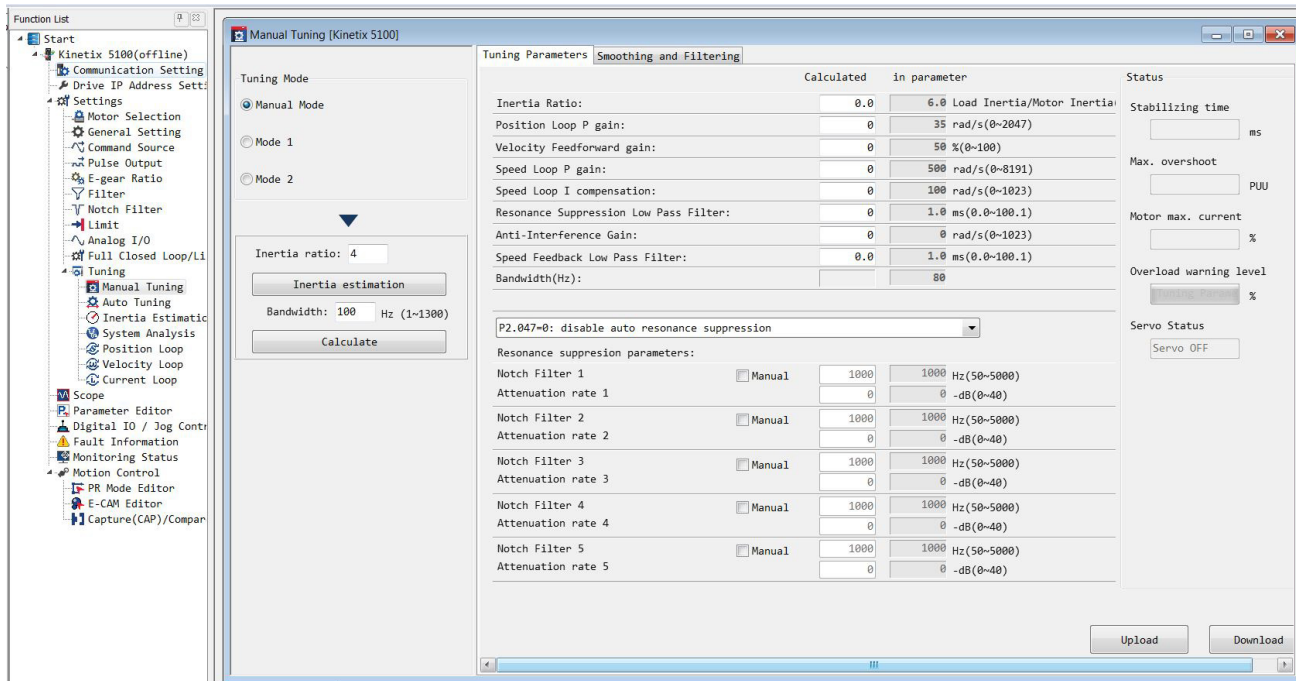 Function List
Start
Kinetix 5100(offline)
Communication Setting
Drive IP Address Setti
Settings
Motor Selection
General Setting
Command Source
Pulse Output
E-gear Ratio
Filter
Notch Filter
Limit
Analog I/O
Full Closed Loop/Li
Tuning
Manual Tuning
Auto Tuning
Inertia Estimatic
System Analysis
Position Loop
Velocity Loop
Current Loop
Scope
Parameter Editor
Digital IO / Jog Contr
Fault Information
Monitoring Status
Motion Control
PR Mode Editor
E-CAM Editor
Capture(CAP)/Compar
Manual Tuning [Kinetix 5100]
Tuning Mode
Manual Mode
Mode 1
Mode 2
Inertia ratio: 4
Inertia estimation
Bandwidth: 100 Hz (1~1300)
Calculate
Tuning Parameters Smoothing and Filtering
Calculated in parameter
Inertia Ratio: 0.0 6.0 Load Inertia/Motor Inertia(
Position Loop P gain: 0 35 rad/s(0~2047)
Velocity Feedforward gain: 0 50 %(0~100)
Speed Loop P gain: 0 500 rad/s(0~8191)
Speed Loop I compensation: 0 100 rad/s(0~1023)
Resonance Suppression Low Pass Filter: 0 1.0 ms(0.0~100.1)
Anti-Interference Gain: 0 0 rad/s(0~1023)
Speed Feedback Low Pass Filter: 0.0 1.0 ms(0.0~100.1)
Bandwidth(Hz): 80
P2.047=0: disable auto resonance suppression
Resonance suppresion parameters:
Notch Filter 1 Manual 1000 1000 Hz(50~5000)
Attenuation rate 1 0 0 -dB(0~40)
Notch Filter 2 Manual 1000 1000 Hz(50~5000)
Attenuation rate 2 0 0 -dB(0~40)
Notch Filter 3 Manual 1000 1000 Hz(50~5000)
Attenuation rate 3 0 0 -dB(0~40)
Notch Filter 4 Manual 1000 1000 Hz(50~5000)
Attenuation rate 4 0 0 -dB(0~40)
Notch Filter 5 Manual 1000 1000 Hz(50~5000)
Attenuation rate 5 0 0 -dB(0~40)
Status
Stabilizing time
ms
Max. overshoot
PUU
Motor max. current
%
Overload warning level
Tuning Param
%
Servo Status
Servo OFF
Upload Download